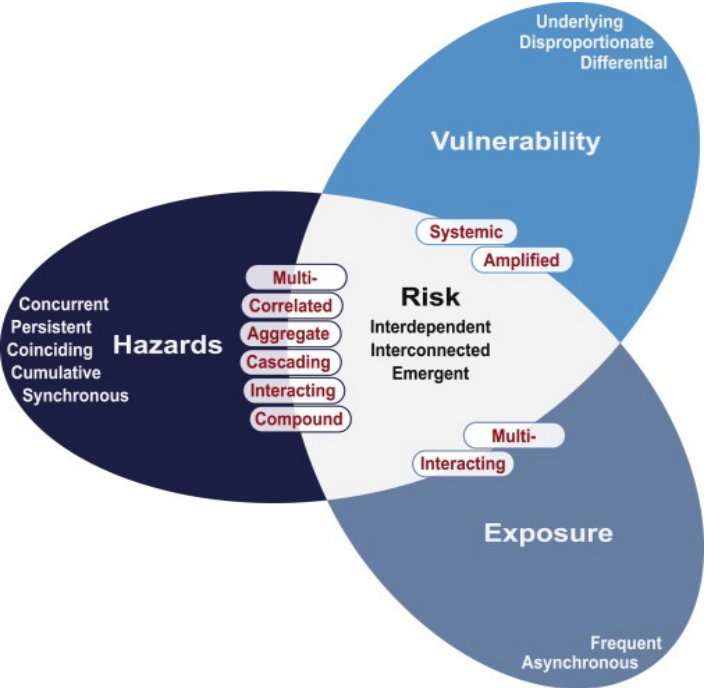 Underlying
Disproportionate
Differential
Vulnerability
Systemic
Amplified
Multi-
Correlated
Aggregate
Cascading
Interacting
Compound
Concurrent
Persistent
Coinciding
Cumulative
Synchronous
Hazards
Risk
Interdependent
Interconnected
Emergent
Multi-
Interacting
Exposure
Frequent
Asynchronous